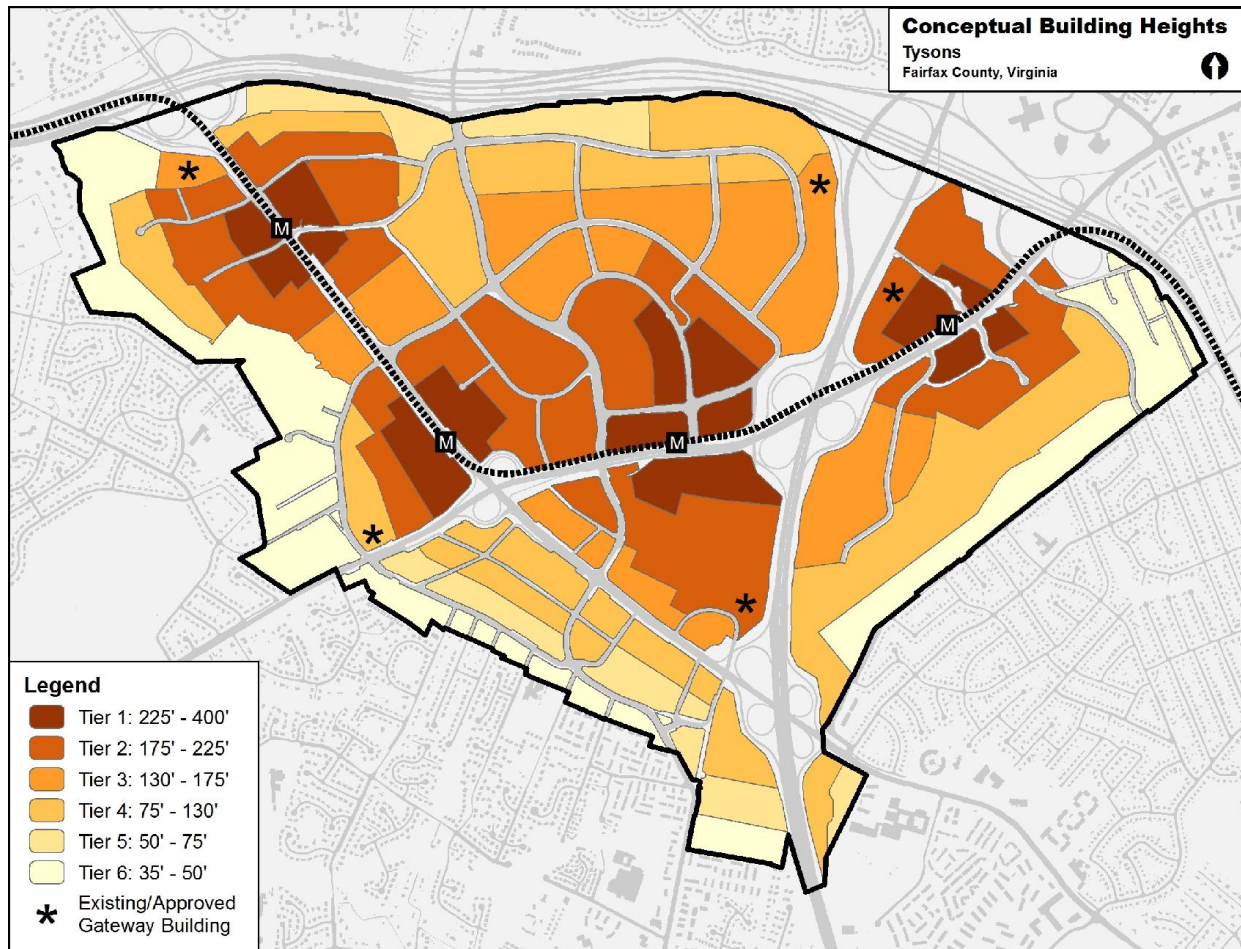 Conceptual Building Heights
Tysons
Fairfax County, Virginia
M
M
M
M
Legend
Tier 1: 225' - 400'
Tier 2: 175' - 225'
Tier 3: 130' - 175'
Tier 4: 75' - 130'
Tier 5: 50' - 75'
Tier 6: 35' - 50'
Existing/Approved
Gateway Building